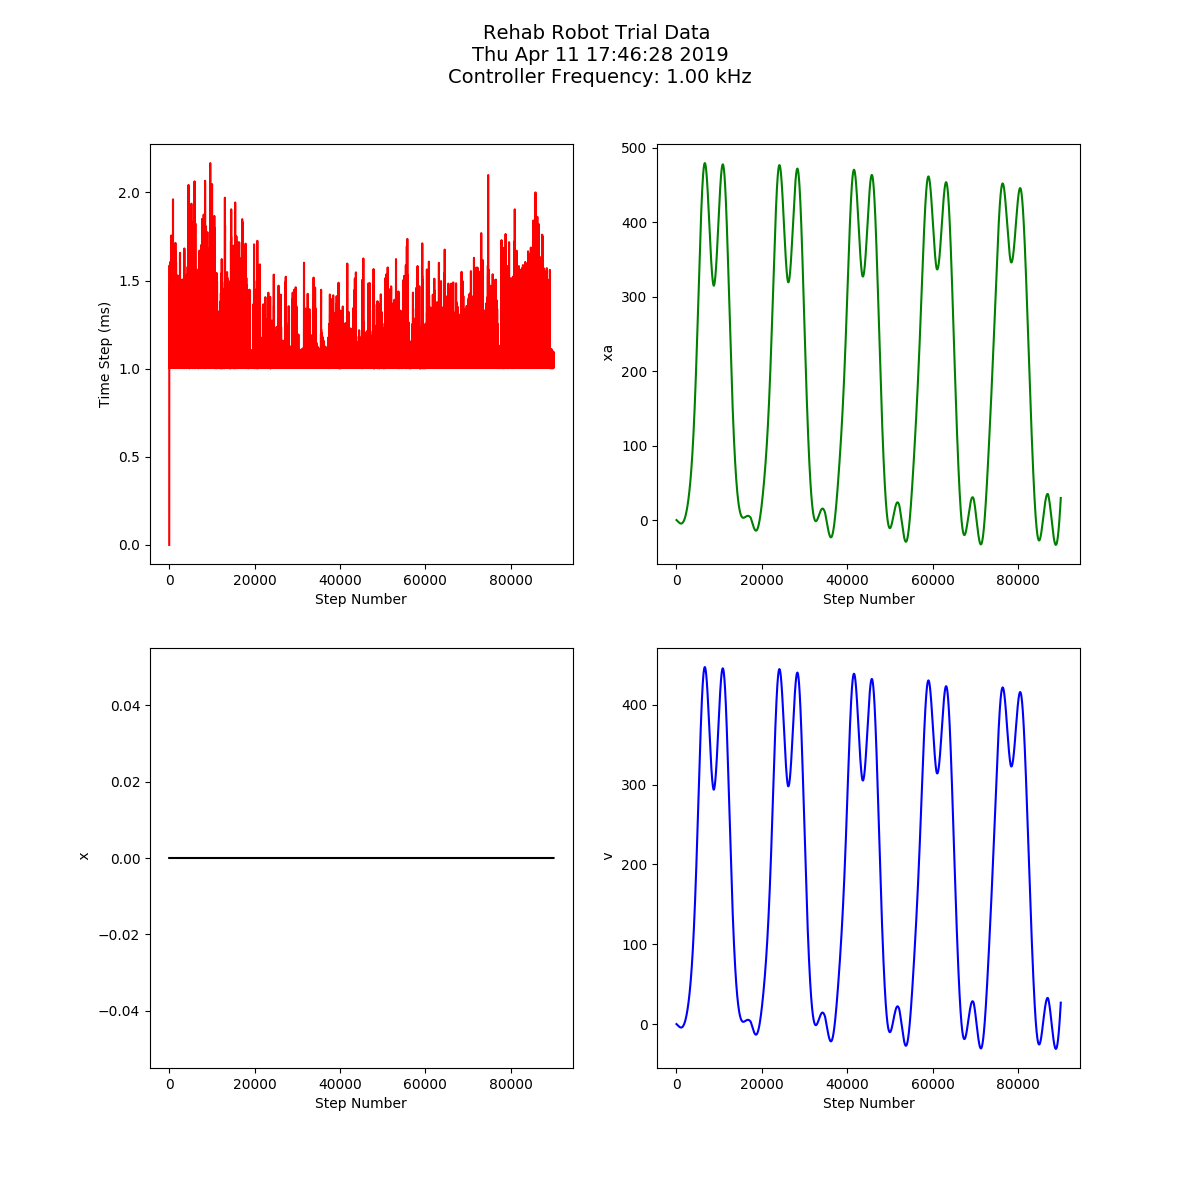 Rehab Robot Trial Data
Thu Apr 11 17:46:28 2019
Controller Frequency: 1.00 kHz
2.0
1.5
1.0
0.5
0.0
Time Step (ms)
0 20000 40000 60000 80000
Step Number
500
400
300
200
100
0
xa
0 20000 40000 60000 80000
Step Number
0.04
0.02
0.00
−0.02
−0.04
x
0 20000 40000 60000 80000
Step Number
400
300
200
100
0
v
0 20000 40000 60000 80000
Step Number